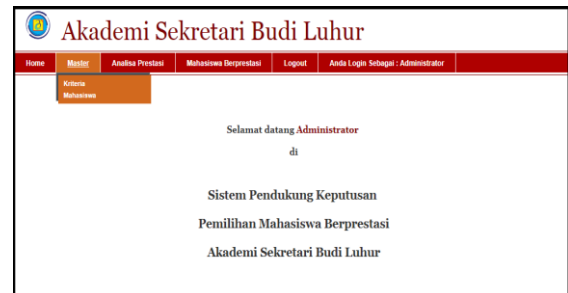 Akademi Sekretari Budi Luhur
Home Master Analisa Prestasi Mahasiswa Berprestasi Logout Anda Login Sebagai : Administrator
Kriteria
Mahasiswa
Selamat datang Administrator
di
Sistem Pendukung Keputusan
Pemilihan Mahasiswa Berprestasi
Akademi Sekretari Budi Luhur